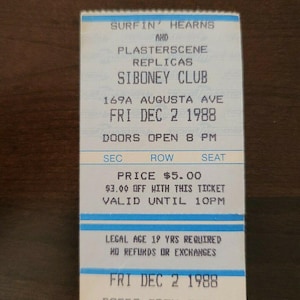 SURFIN' HEARNS
AND
PLASTERSCENE
REPLICAS
SIBONEY CLUB
169A AUGUSTA AVE
FRI DEC 2 1988
DOORS OPEN 8 PM
SEC ROW SEAT
PRICE $5.00
$3.00 OFF WITH THIS TICKET
VALID UNTIL 10PM
LEGAL AGE 19 YRS REQUIRED
NO REFUNDS OR EXCHANGES
FRI DEC 2 1988